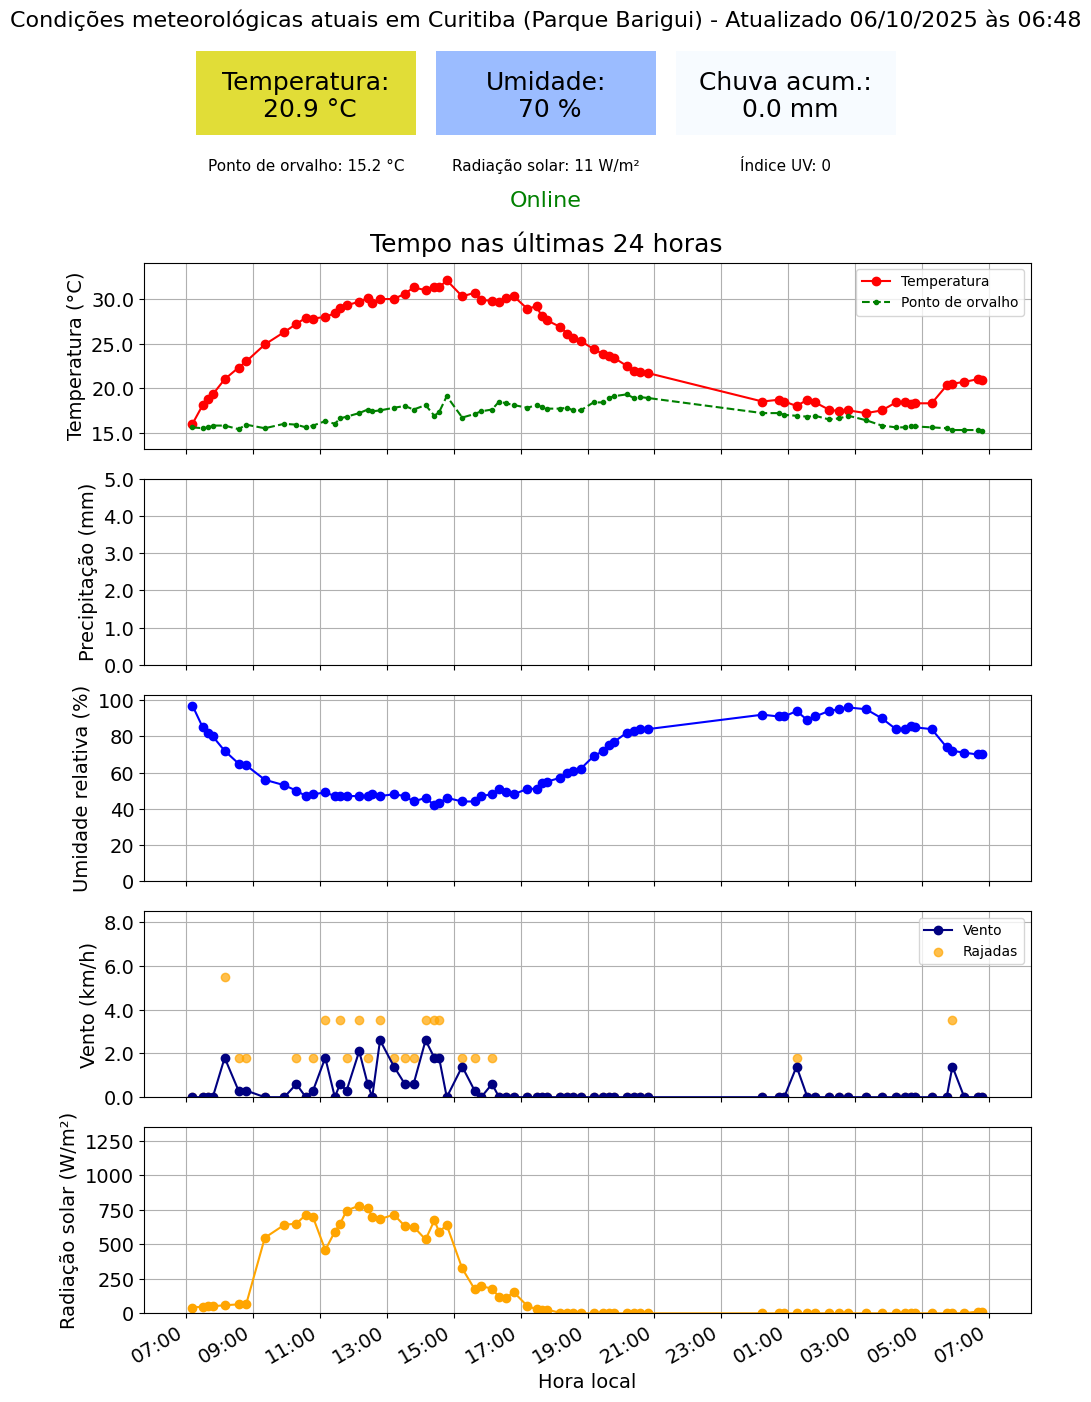 Condições meteorológicas atuais em Curitiba (Parque Barigui) - Atualizado 06/10/2025 às 06:48
Temperatura:
20.9 °C
Umidade:
70 %
Chuva acum.:
0.0 mm
Ponto de orvalho: 15.2 °C
Radiação solar: 11 W/m²
Índice UV: 0
Online
Tempo nas últimas 24 horas
Temperatura (°C)
30.0
25.0
20.0
15.0
Temperatura
Ponto de orvalho
Precipitação (mm)
5.0
4.0
3.0
2.0
1.0
0.0
Umidade relativa (%)
100
80
60
40
20
0
Vento (km/h)
8.0
6.0
4.0
2.0
0.0
Vento
Rajadas
Radiação solar (W/m²)
1250
1000
750
500
250
0
07:00
09:00
11:00
13:00
15:00
17:00
19:00
21:00
23:00
01:00
03:00
05:00
07:00
Hora local